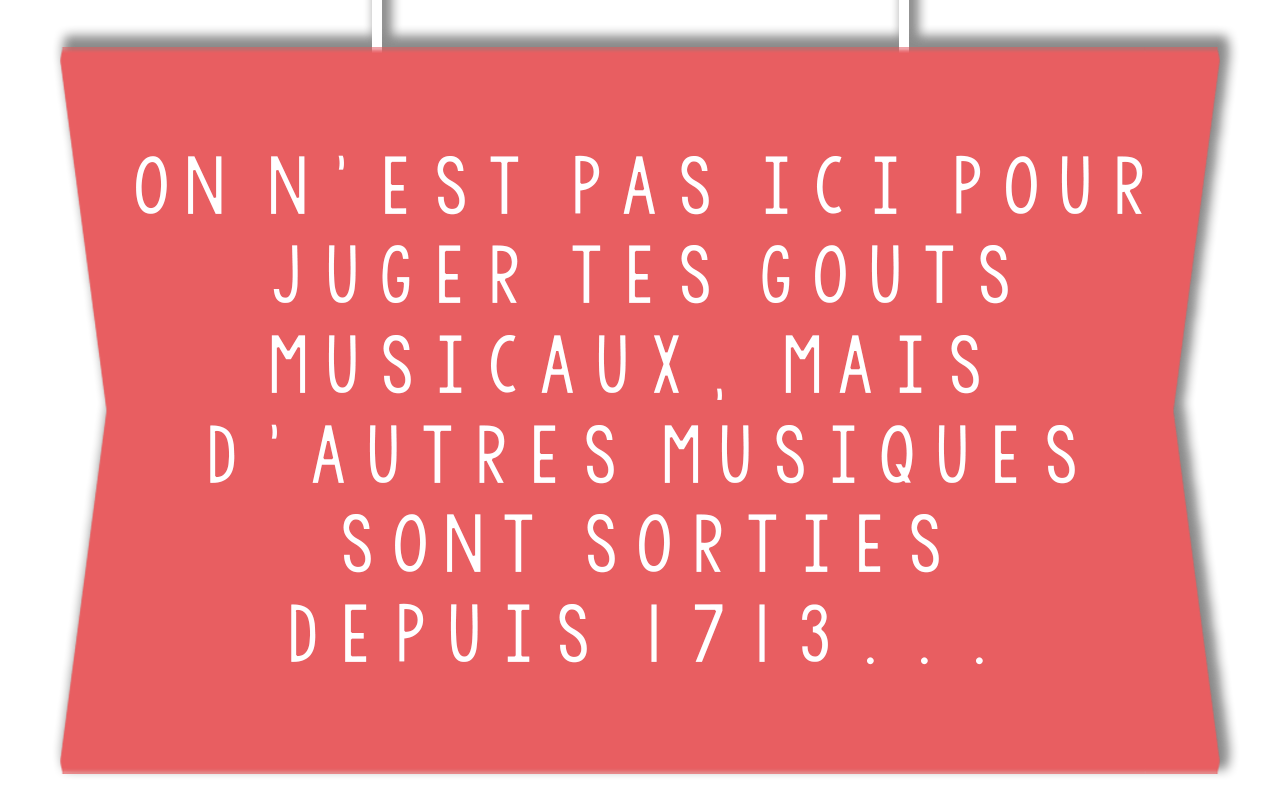 ON N'EST PAS ICI POUR
JUGER TES GOUTS
MUSICAUX, MAIS
D'AUTRES MUSIQUES
SONT SORTIES
DEPUIS 1713...